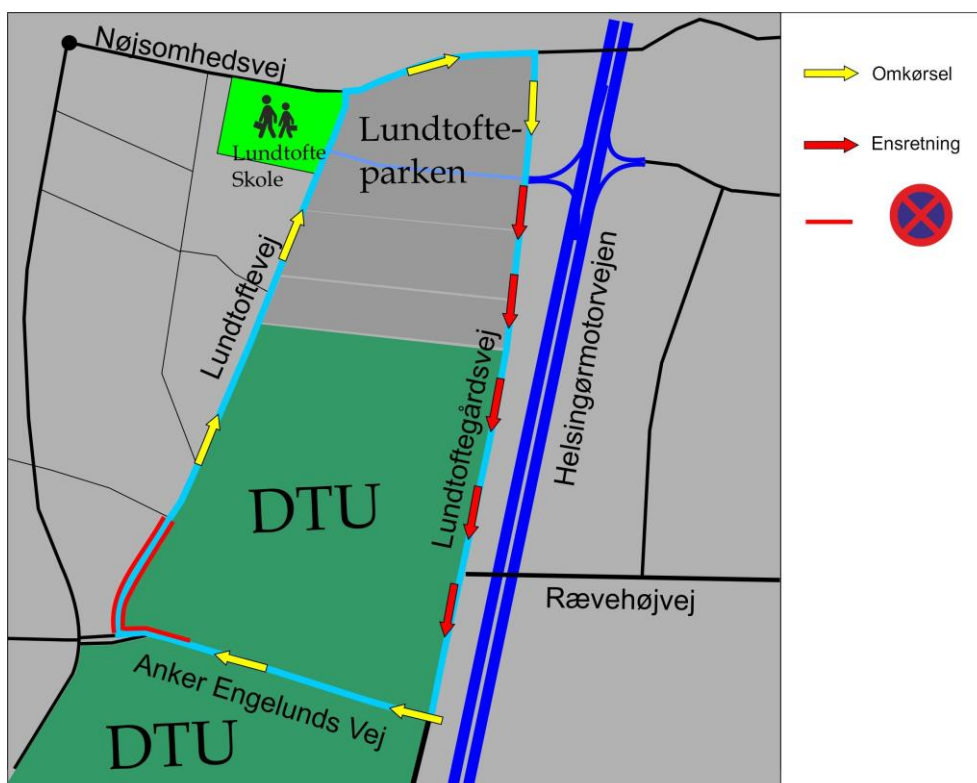 Nøjsomhedsvej
Lundtofte
Skole
Lundtofte-
parken
Lundtoftevej
Lundtoftegårdsvej
Helsingørmotorvejen
DTU
Rævehøjvej
Anker Engelunds Vej
DTU
Omkørsel
Ensretning